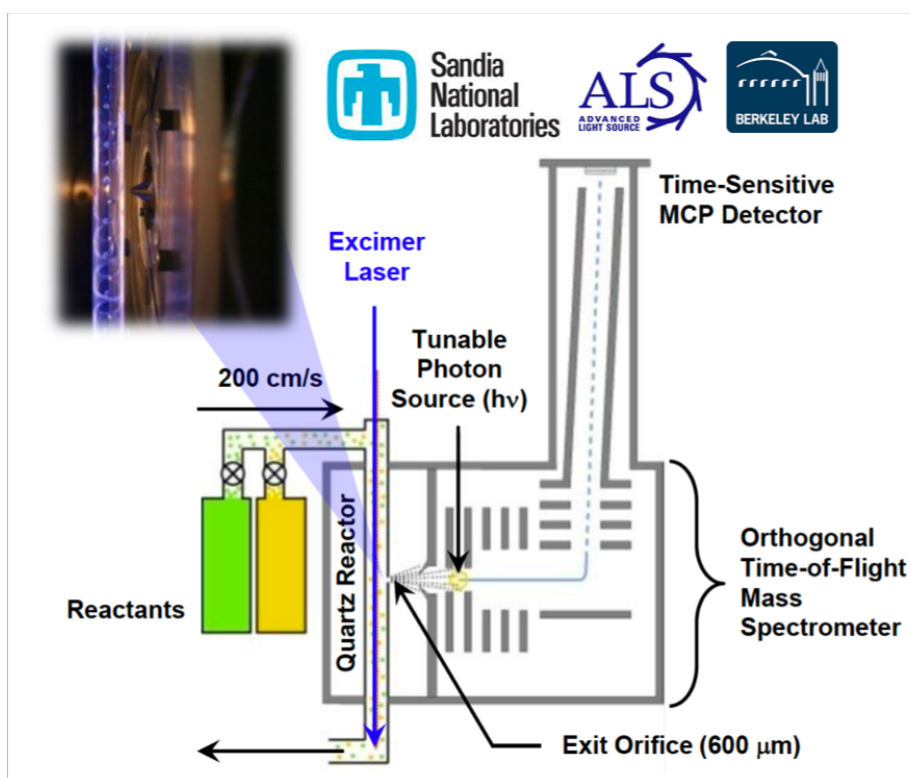 Sandia
National
Laboratories
ALS
ADVANCED
LIGHT SOURCE
BERKELEY LAB
Time-Sensitive
MCP Detector
Excimer
Laser
Tunable
Photon
Source (hν)
200 cm/s
Quartz Reactor
Reactants
Orthogonal
Time-of-Flight
Mass
Spectrometer
Exit Orifice (600 μm)